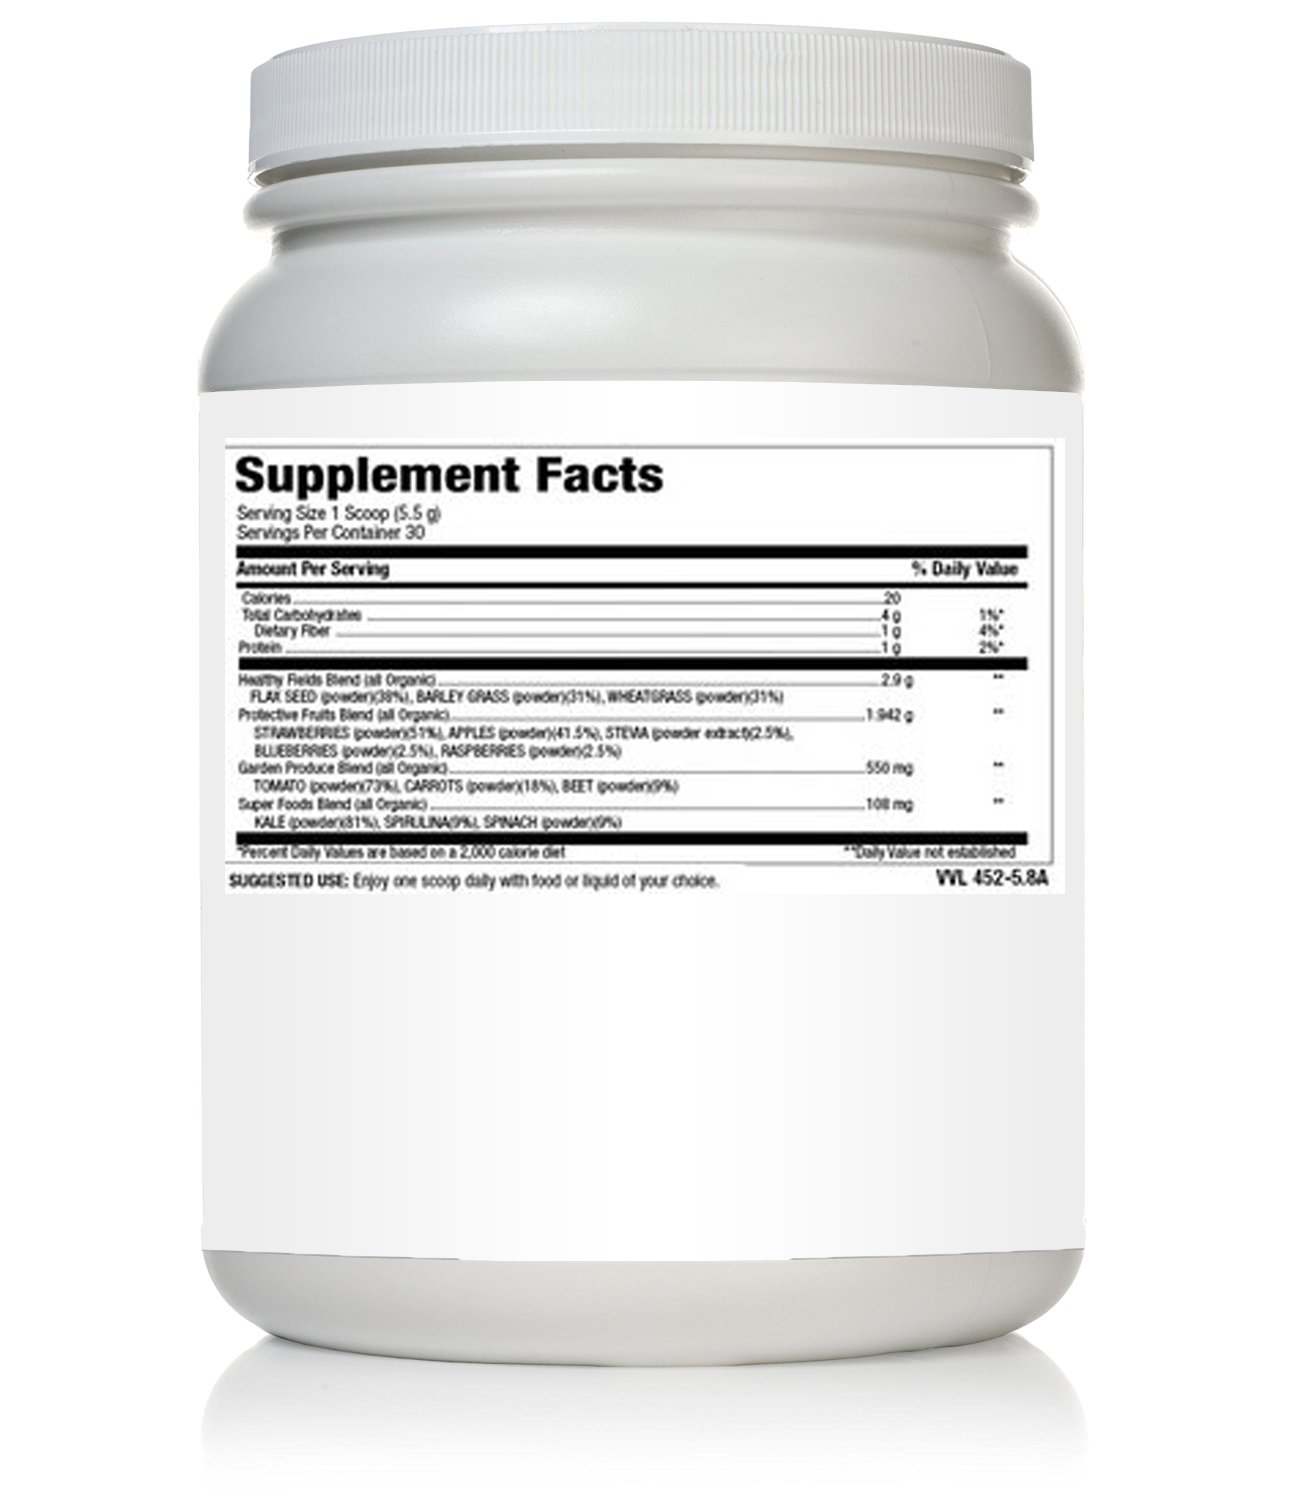 Supplement Facts
Serving Size 1 Scoop (5.5 g)
Servings Per Container 30
Amount Per Serving % Daily Value
Calories 20
Total Carbohydrates 4 g 1%*
Dietary Fiber 1 g 4%*
Protein 1 g 2%*
Healthy Fields Blend (all Organic) 2.9 g **
FLAX SEED (powder)(38%), BARLEY GRASS (powder)(31%), WHEATGRASS (powder)(31%)
Protective Fruits Blend (all Organic) 1.942 g **
STRAWBERRIES (powder)(51%), APPLES (powder)(41.5%), STEVIA (powder extract)(2.5%),
BLUEBERRIES (powder)(2.5%), RASPBERRIES (powder)(2.5%)
Garden Produce Blend (all Organic) 550 mg **
TOMATO (powder)(73%), CARROTS (powder)(18%), BEET (powder)(9%)
Super Foods Blend (all Organic) 108 mg **
KALE (powder)(81%), SPIRULINA(9%), SPINACH (powder)(9%)
*Percent Daily Values are based on a 2,000 calorie diet **Daily Value not established
SUGGESTED USE: Enjoy one scoop daily with food or liquid of your choice. VVL 452-5.8A